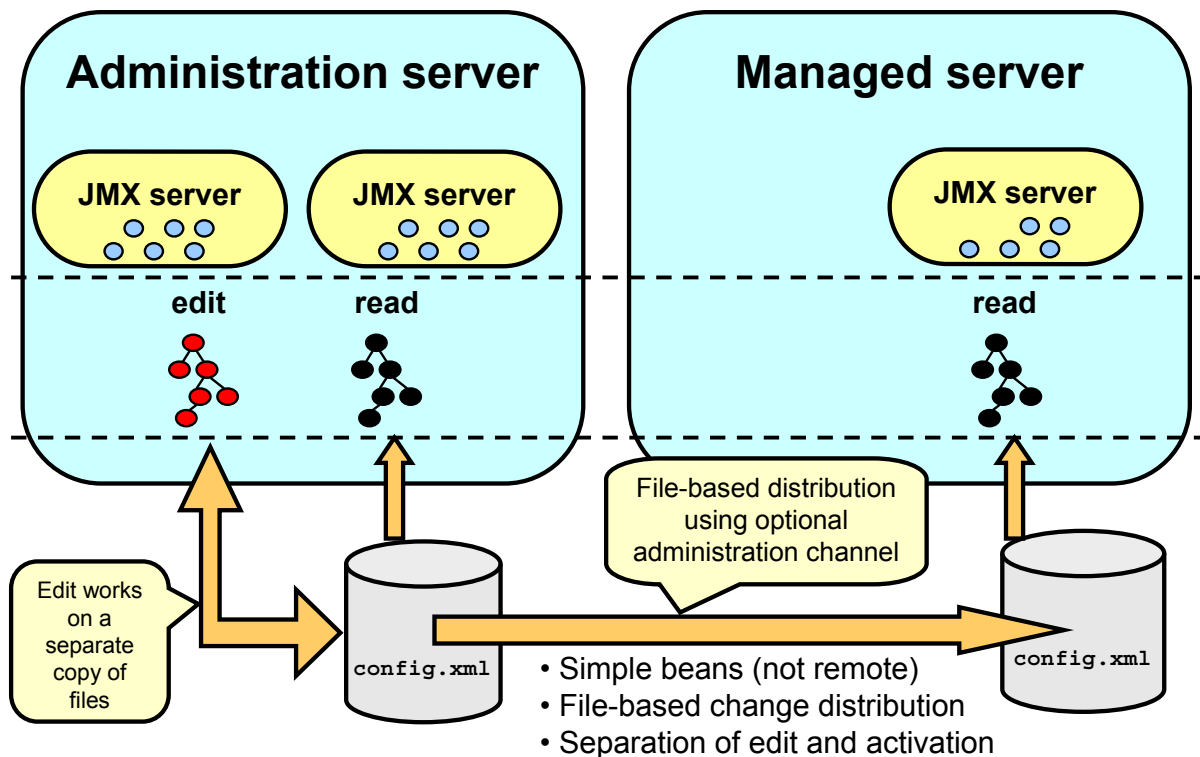 Administration server
Managed server
JMX server
JMX server
JMX server
edit
read
read
File-based distribution
using optional
administration channel
Edit works
on a
separate
copy of
files
config.xml
config.xml
• Simple beans (not remote)
• File-based change distribution
• Separation of edit and activation